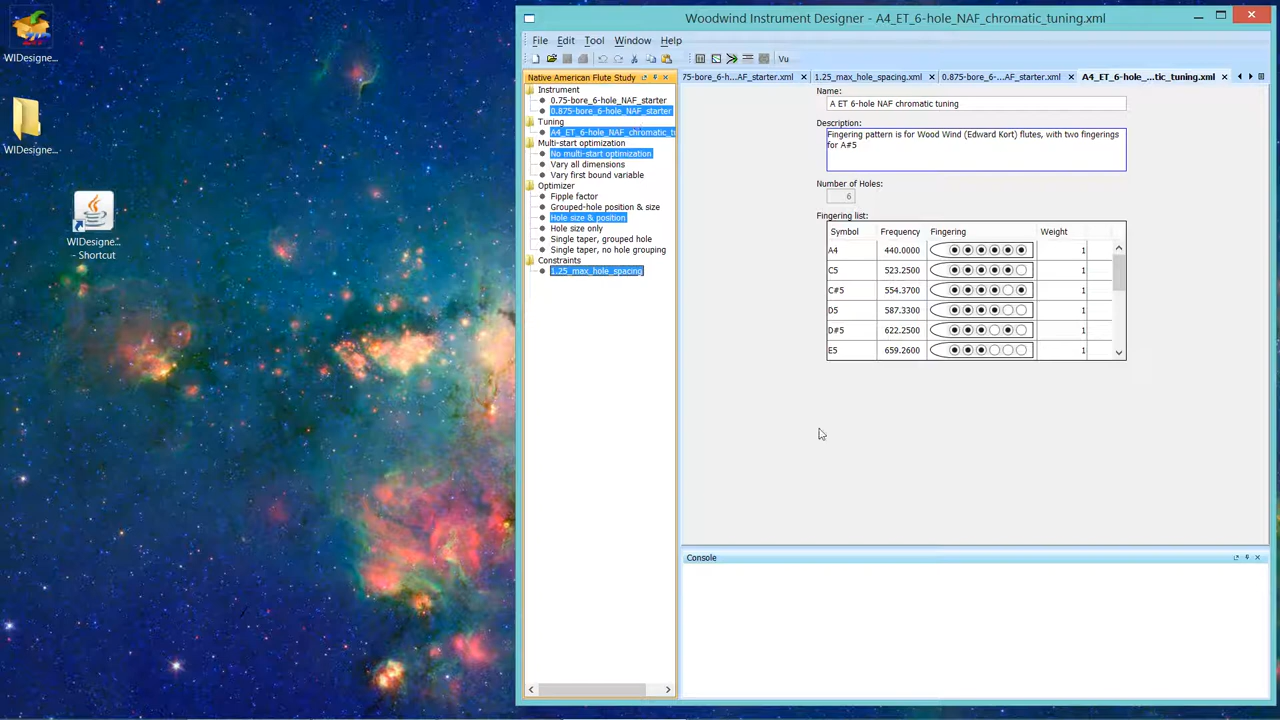 WIDesigne...
WIDesigne...
WIDesigne...
- Shortcut
Woodwind Instrument Designer - A4_ET_6-hole_NAF_chromatic_tuning.xml
File Edit Tool Window Help
Vu
Native American Flute Study
Instrument
0.75-bore_6-hole_NAF_starter
0.875-bore_6-hole_NAF_starter
Tuning
A4_ET_6-hole_NAF_chromatic_t
Multi-start optimization
No multi-start optimization
Vary all dimensions
Vary first bound variable
Optimizer
Fipple factor
Grouped-hole position & size
Hole size & position
Hole size only
Single taper, grouped hole
Single taper, no hole grouping
Constraints
1.25_max_hole_spacing
75-bore_6-h...AF_starter.xml 1.25_max_hole_spacing.xml 0.875-bore_6-...AF_starter.xml A4_ET_6-hole_...tic_tuning.xml
Name:
A ET 6-hole NAF chromatic tuning
Description:
Fingering pattern is for Wood Wind (Edward Kort) flutes, with two fingerings
for A#5
Number of Holes:
6
Fingering list:
Symbol Frequency Fingering Weight
A4 440.0000 1
C5 523.2500 1
C#5 554.3700 1
D5 587.3300 1
D#5 622.2500 1
E5 659.2600 1
Console